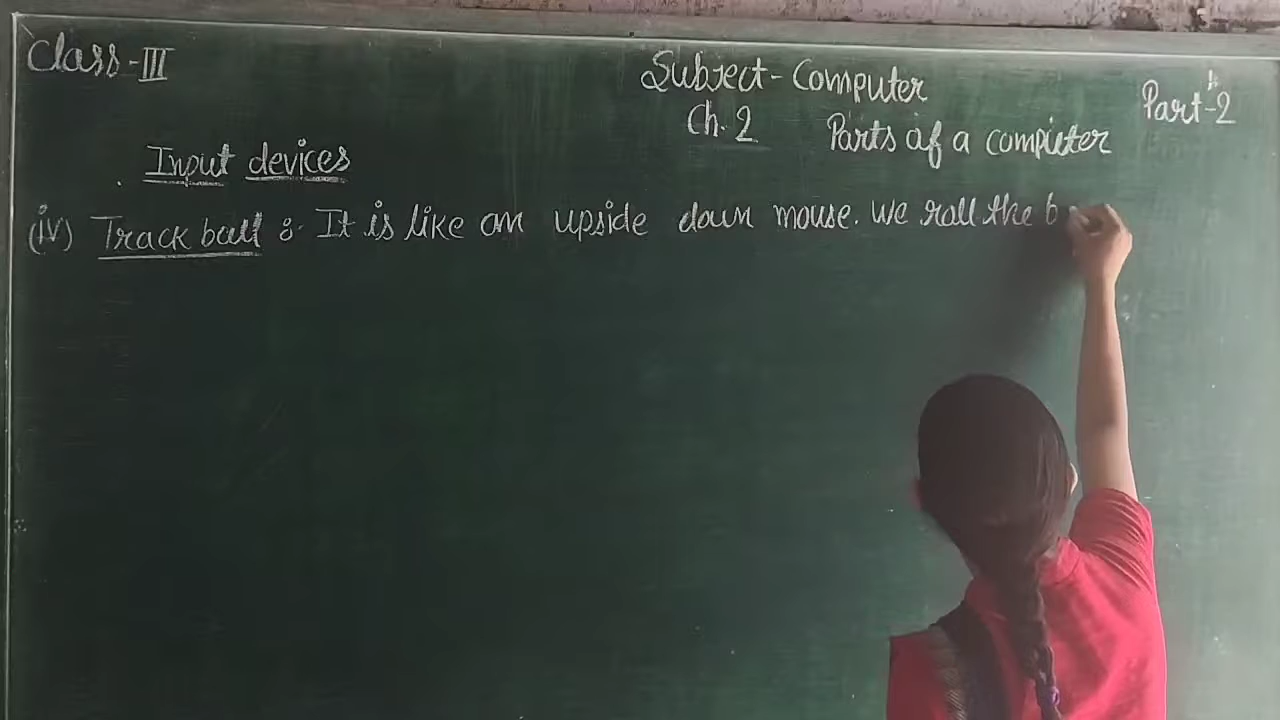 Class-III
Subject-Computer
Part-2
Ch. 2 Parts of a computer
Input devices
(iv) Track ball :- It is like an upside down mouse. We roll the b